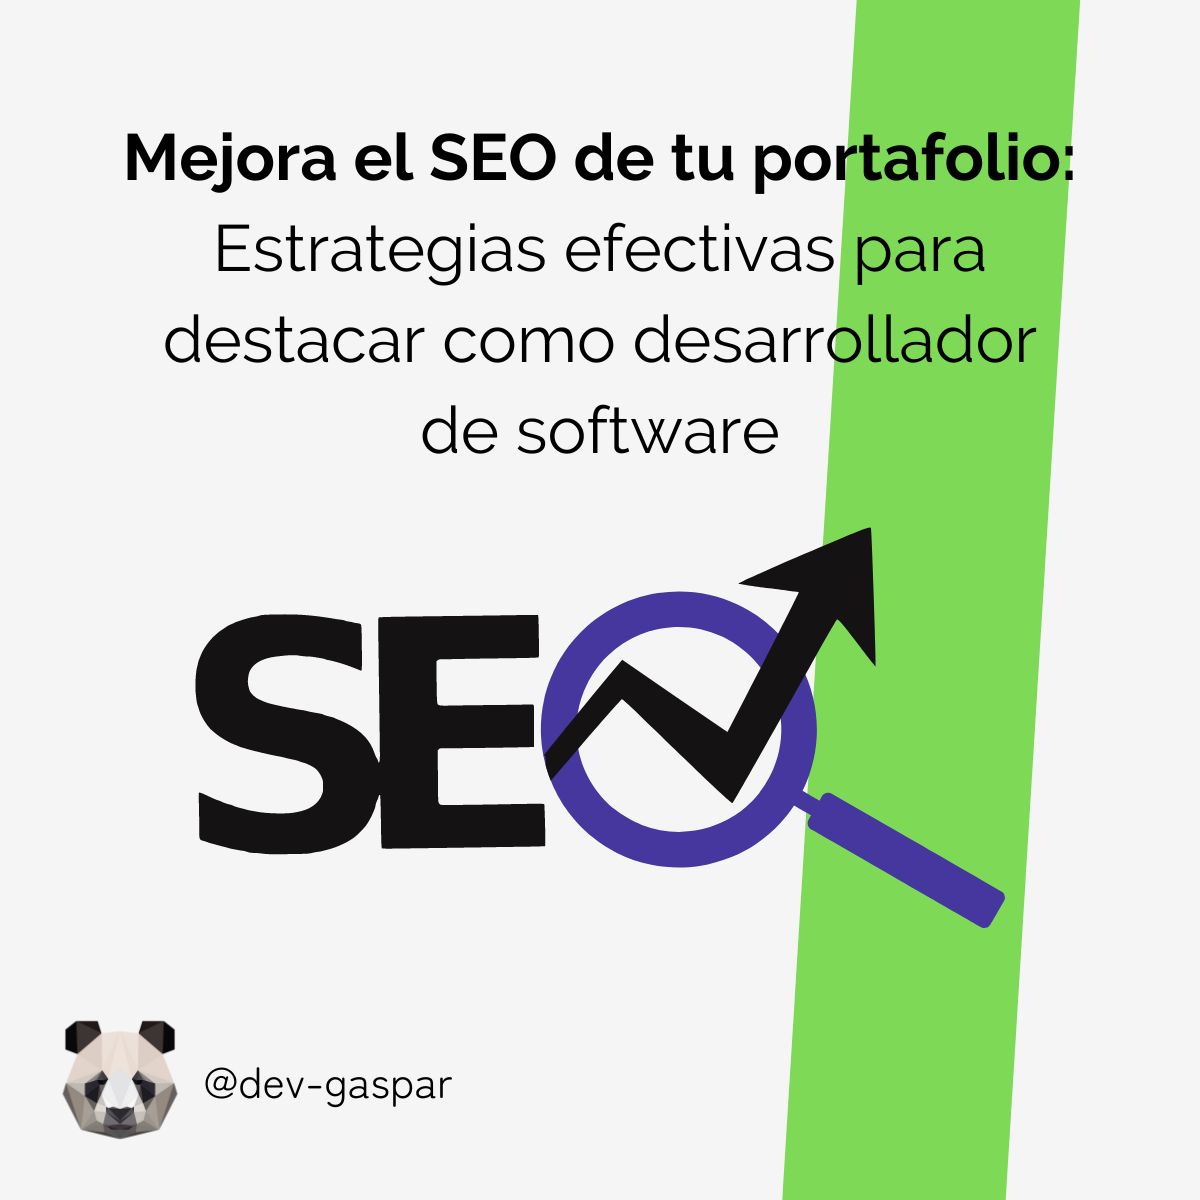 Mejora el SEO de tu portafolio:
Estrategias efectivas para
destacar como desarrollador
de software
SEO
@dev-gaspar